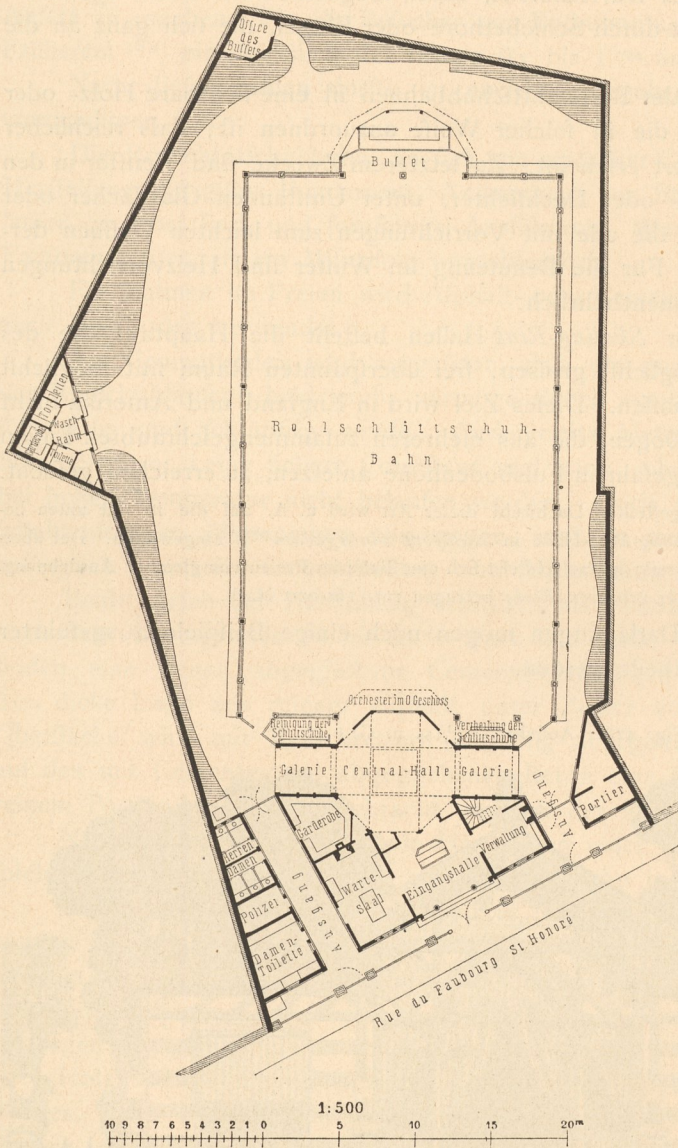 Office
des
Buffets
Buffet
Toiletten
Wasch-
Raum
Toilette
Rollschlittschuh-
Bahn
Orchester im O.Geschoss
Reinigung der
Schlittschuhe
Vertheilung der
Schlittschuhe
Galerie
Central-Halle
Galerie
Ausgang
Portier
Garderobe
Verwaltung
Herren
Damen
Warte-
Saal
Eingangshalle
Polizei
Ausgang
Damen-
Toilette
Rue du Faubourg St. Honoré
1:500
10 9 8 7 6 5 4 3 2 1 0 5 10 15 20m